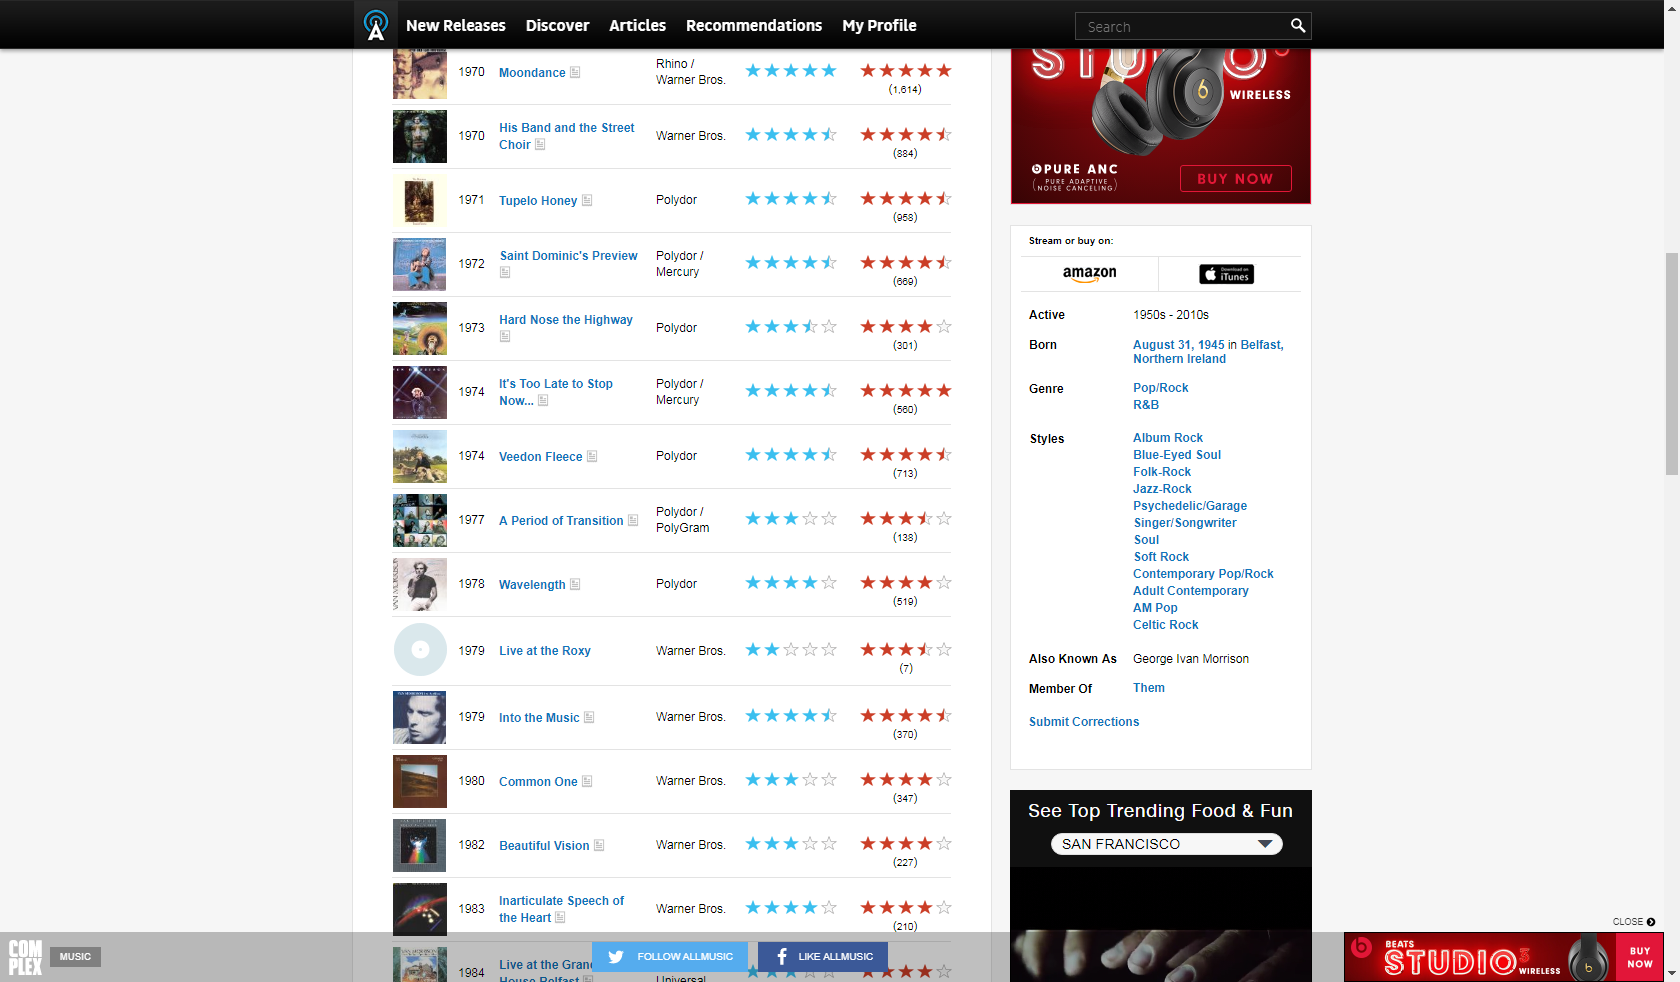 New Releases Discover Articles Recommendations My Profile Search
1970 Moondance Rhino / Warner Bros. (1,614)
1970 His Band and the Street Choir Warner Bros. (884)
1971 Tupelo Honey Polydor (958)
1972 Saint Dominic's Preview Polydor / Mercury (669)
1973 Hard Nose the Highway Polydor (301)
1974 It's Too Late to Stop Now... Polydor / Mercury (560)
1974 Veedon Fleece Polydor (713)
1977 A Period of Transition Polydor / PolyGram (138)
1978 Wavelength Polydor (519)
1979 Live at the Roxy Warner Bros. (7)
1979 Into the Music Warner Bros. (370)
1980 Common One Warner Bros. (347)
1982 Beautiful Vision Warner Bros. (227)
1983 Inarticulate Speech of the Heart Warner Bros. (210)
1984 Live at the Grand
House Belfast Universal
STUDIO3
WIRELESS
PURE ANC
( PURE ADAPTIVE
NOISE CANCELING )
BUY NOW
Stream or buy on:
amazon Download on iTunes
Active 1950s - 2010s
Born August 31, 1945 in Belfast,
Northern Ireland
Genre Pop/Rock
R&B
Styles Album Rock
Blue-Eyed Soul
Folk-Rock
Jazz-Rock
Psychedelic/Garage
Singer/Songwriter
Soul
Soft Rock
Contemporary Pop/Rock
Adult Contemporary
AM Pop
Celtic Rock
Also Known As George Ivan Morrison
Member Of Them
Submit Corrections
See Top Trending Food & Fun
SAN FRANCISCO
CLOSE
COMPLEX MUSIC
FOLLOW ALLMUSIC LIKE ALLMUSIC
BEATS
STUDIO3 WIRELESS
BUY
NOW